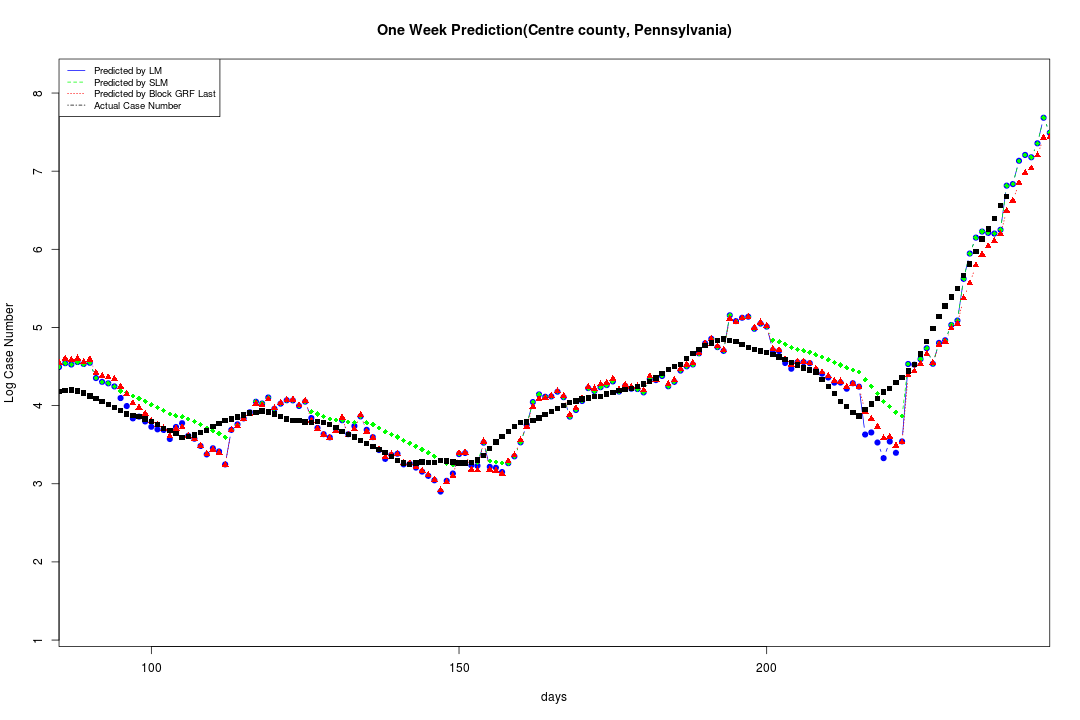 One Week Prediction(Centre county, Pennsylvania)
Predicted by LM
Predicted by SLM
Predicted by Block GRF Last
Actual Case Number
Log Case Number
8
7
6
5
4
3
2
1
100
150
200
days